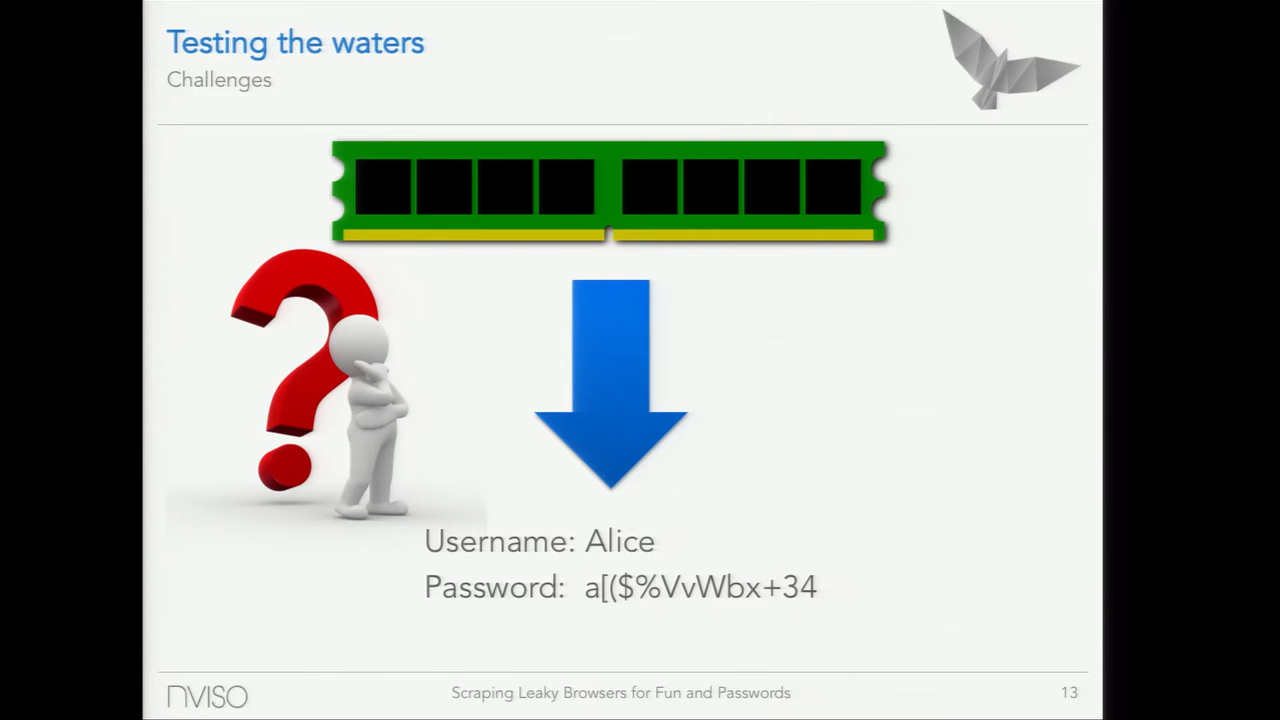 Testing the waters
Challenges
Username: Alice
Password: a[($%VvWbx+34
NVISO
Scraping Leaky Browsers for Fun and Passwords
13